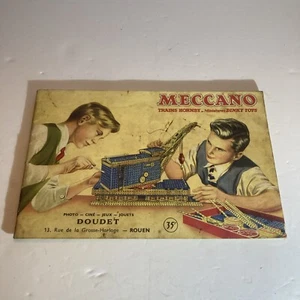 MECCANO
TRAINS HORNBY - Miniatures DINKY TOYS
PHOTO - CINÉ - JEUX - JOUETS
DOUDET
13, Rue de la Grosse-Horloge - ROUEN
35